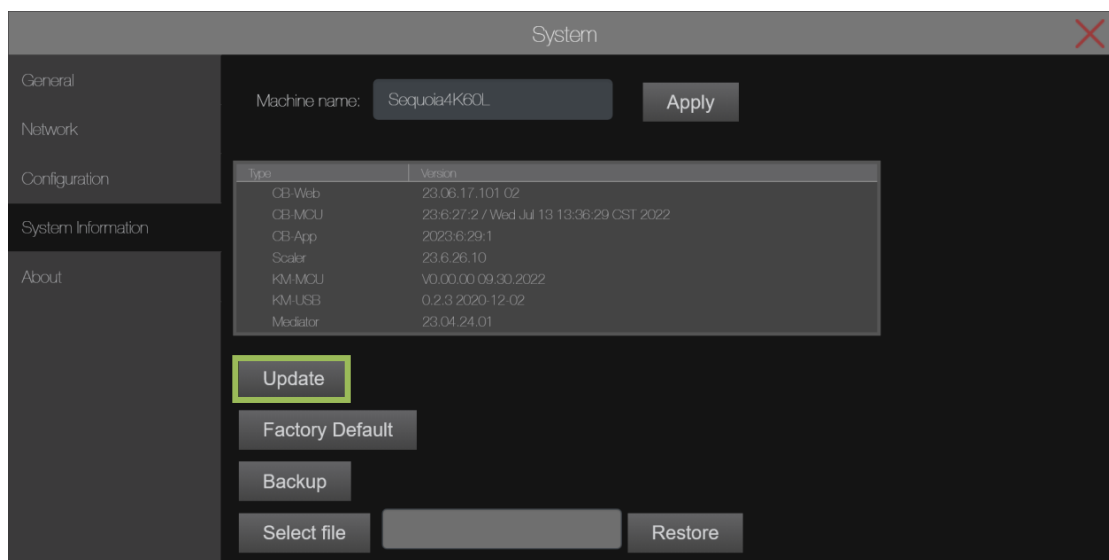 System
General
Network
Configuration
System Information
About
Machine name: Sequoia4K60L Apply
Type Version
CB-Web 23.06.17.101 02
CB-MCU 23:6:27:2 / Wed Jul 13 13:36:29 CST 2022
CB-App 2023:6:29:1
Scaler 23.6.26.10
KM-MCU V0.00.00 09.30.2022
KM-USB 0.2.3 2020-12-02
Mediator 23.04.24.01
Update
Factory Default
Backup
Select file Restore